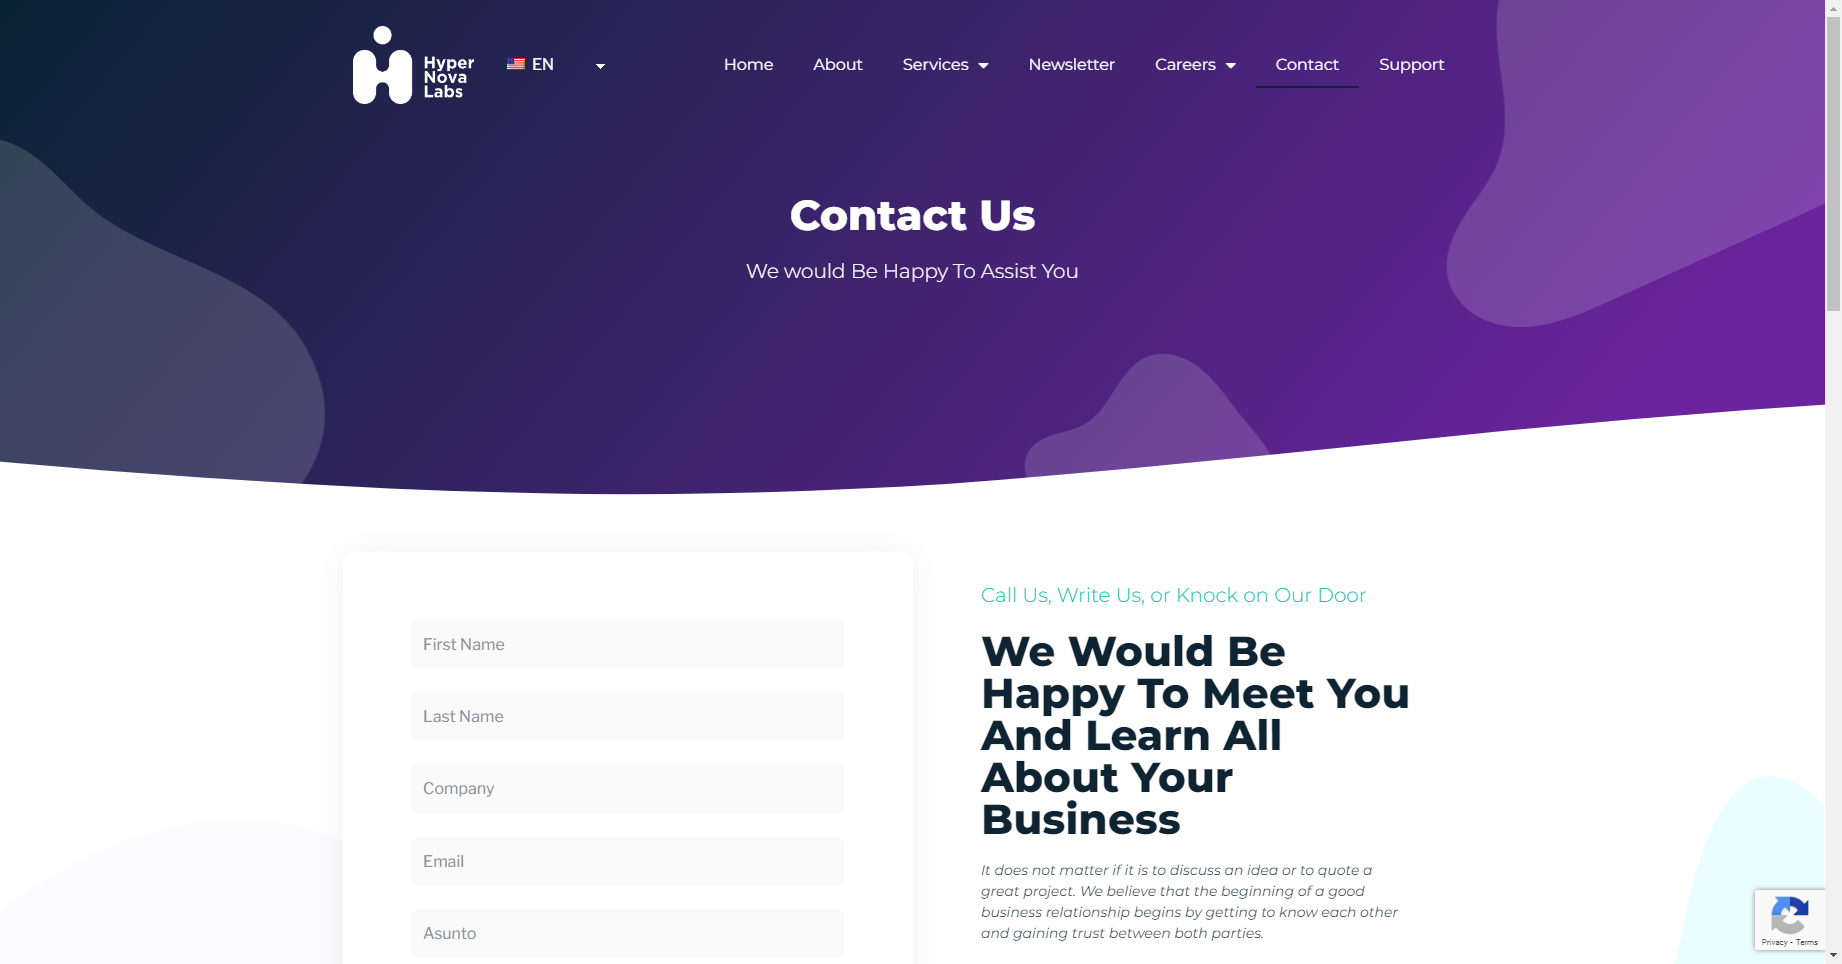 Hyper
Nova
Labs
EN
Home
About
Services
Newsletter
Careers
Contact
Support
Contact Us
We would Be Happy To Assist You
First Name
Last Name
Company
Email
Asunto
Call Us, Write Us, or Knock on Our Door
We Would Be
Happy To Meet You
And Learn All
About Your
Business
It does not matter if it is to discuss an idea or to quote a
great project. We believe that the beginning of a good
business relationship begins by getting to know each other
and gaining trust between both parties.
Privacy - Terms